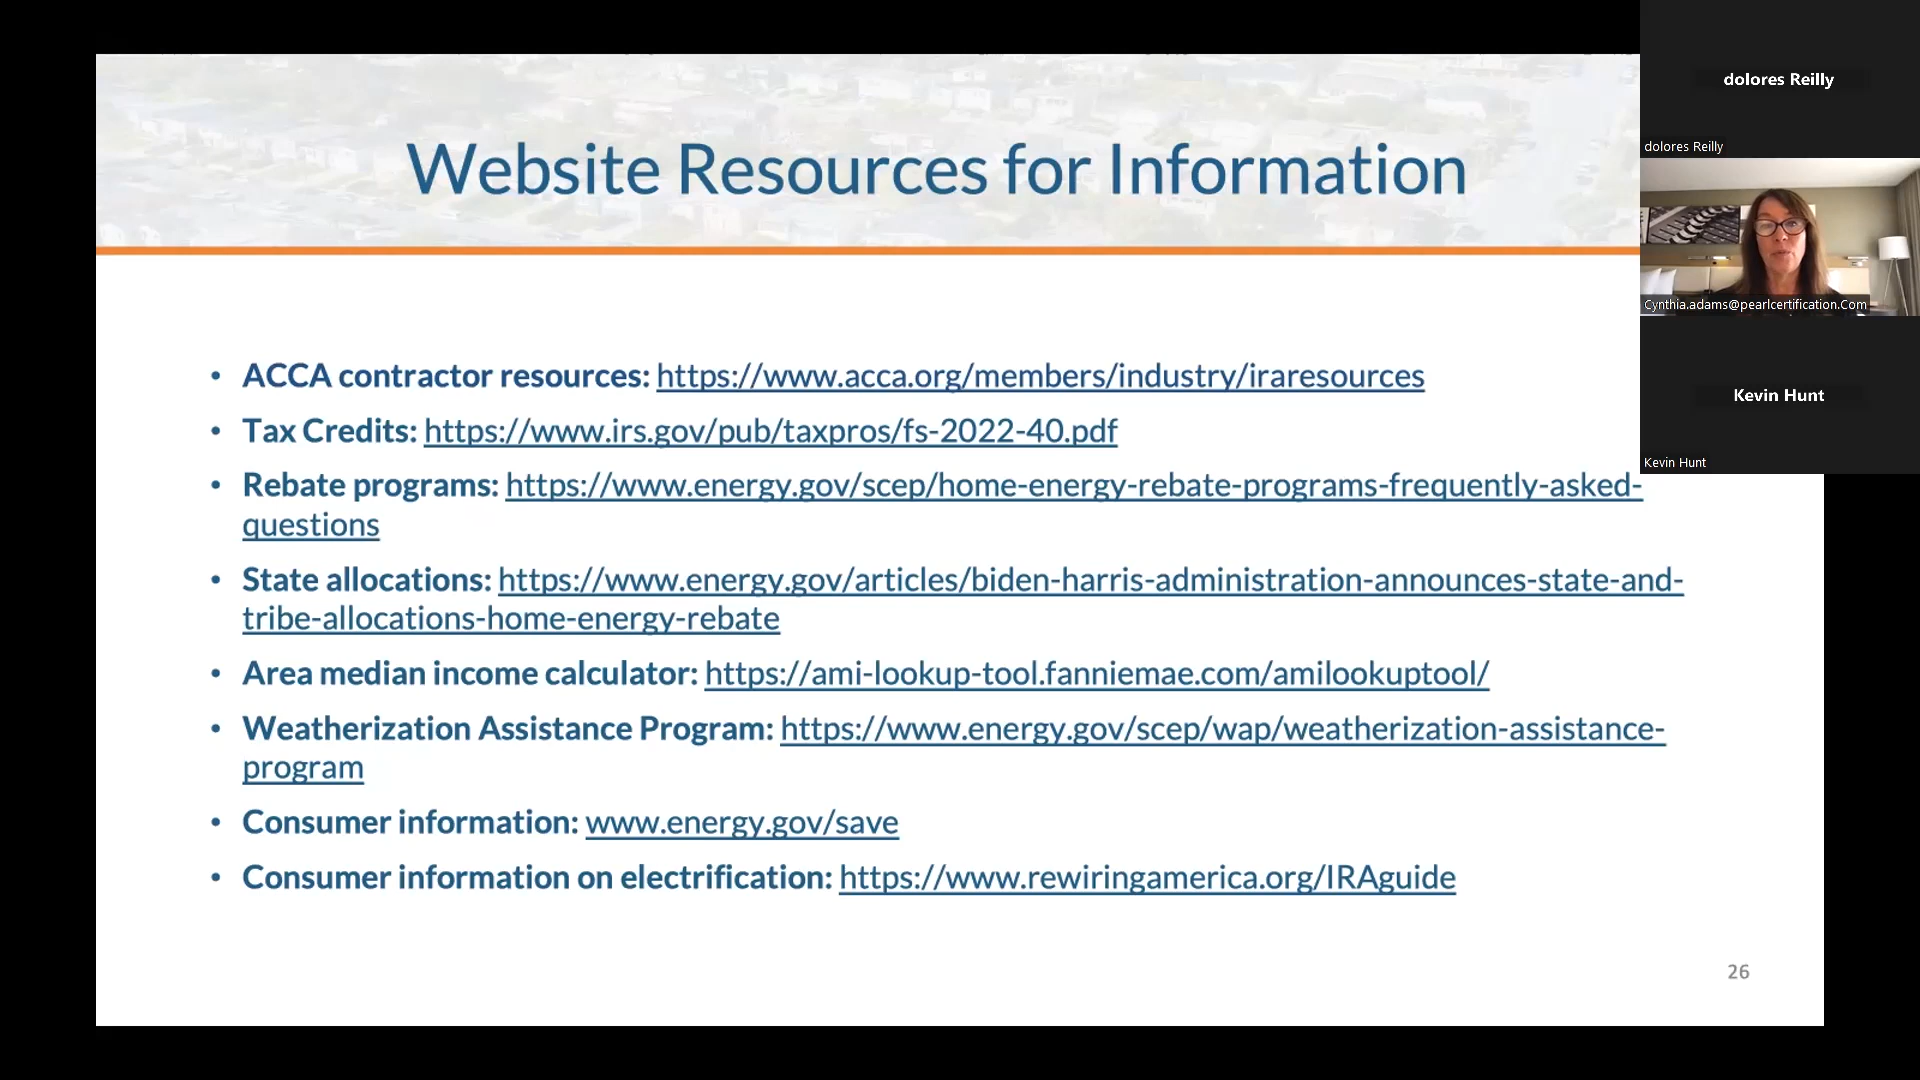 Website Resources for Information
• ACCA contractor resources: https://www.acca.org/members/industry/iraresources
• Tax Credits: https://www.irs.gov/pub/taxpros/fs-2022-40.pdf
• Rebate programs: https://www.energy.gov/scep/home-energy-rebate-programs-frequently-asked-
questions
• State allocations: https://www.energy.gov/articles/biden-harris-administration-announces-state-and-
tribe-allocations-home-energy-rebate
• Area median income calculator: https://ami-lookup-tool.fanniemae.com/amilookuptool/
• Weatherization Assistance Program: https://www.energy.gov/scep/wap/weatherization-assistance-
program
• Consumer information: www.energy.gov/save
• Consumer information on electrification: https://www.rewiringamerica.org/IRAguide
26
dolores Reilly
dolores Reilly
Cynthia.adams@pearlcertification.Com
Kevin Hunt
Kevin Hunt